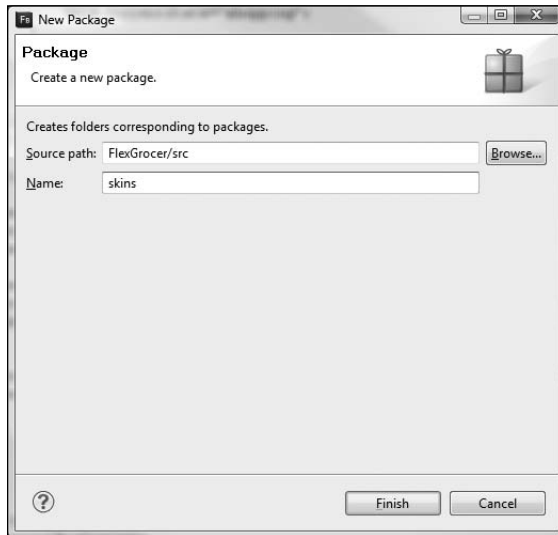 Fb New Package
Package
Create a new package.
Creates folders corresponding to packages.
Source path: FlexGrocer/src Browse...
Name: skins
? Finish Cancel